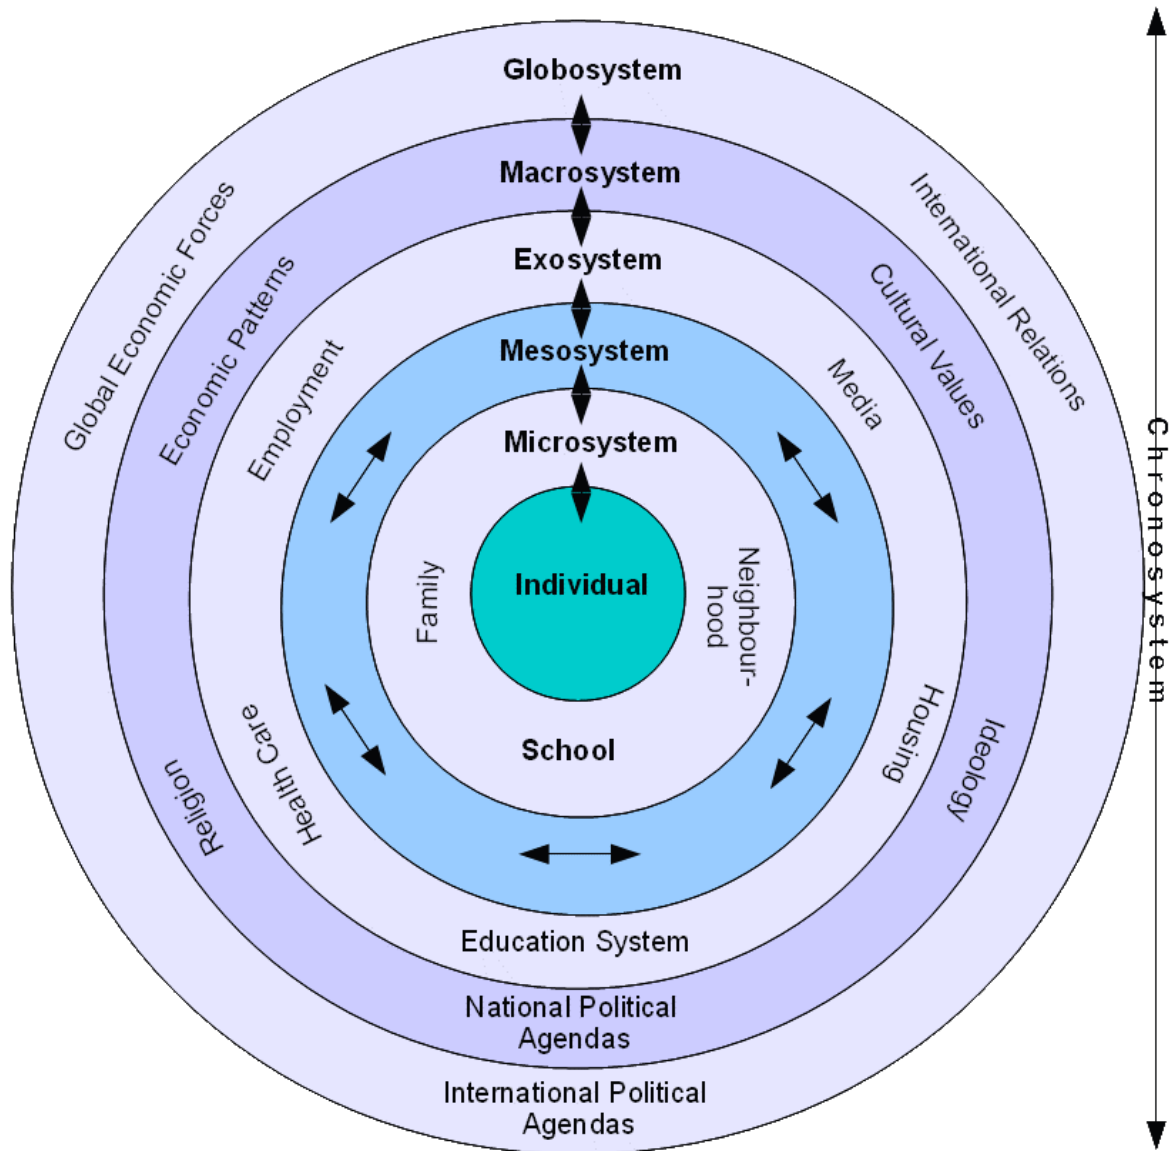 Globosystem
Macrosystem
Exosystem
Mesosystem
Microsystem
Individual
Global Economic Forces
International Relations
Economic Patterns
Cultural Values
Employment
Media
Family
Neighbour-
hood
School
Health Care
Housing
Religion
Ideology
Education System
National Political
Agendas
International Political
Agendas
Chronosystem